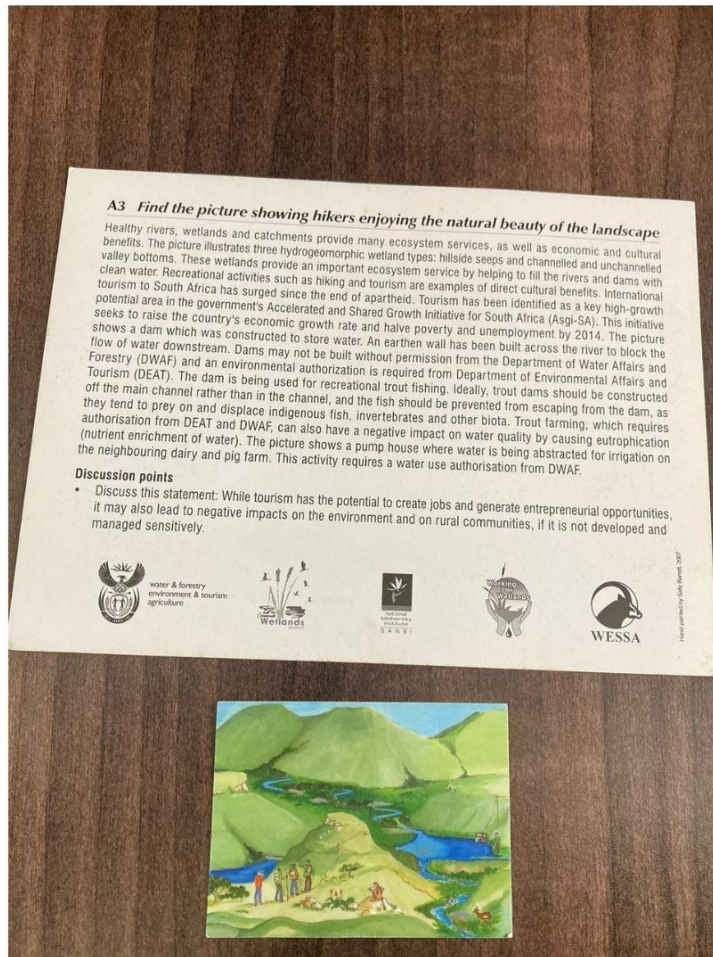 A3 Find the picture showing hikers enjoying the natural beauty of the landscape
Healthy rivers, wetlands and catchments provide many ecosystem services, as well as economic and cultural
benefits. The picture illustrates three hydrogeomorphic wetland types: hillside seeps and channelled and unchannelled
valley bottoms. These wetlands provide an important ecosystem service by helping to fill the rivers and dams with
clean water. Recreational activities such as hiking and tourism are examples of direct cultural benefits. International
tourism to South Africa has surged since the end of apartheid. Tourism has been identified as a key high-growth
potential area in the government's Accelerated and Shared Growth Initiative for South Africa (Asgi-SA). This initiative
seeks to raise the country's economic growth rate and halve poverty and unemployment by 2014. The picture
shows a dam which was constructed to store water. An earthen wall has been built across the river to block the
flow of water downstream. Dams may not be built without permission from the Department of Water Affairs and
Forestry (DWAF) and an environmental authorization is required from Department of Environmental Affairs and
Tourism (DEAT). The dam is being used for recreational trout fishing. Ideally, trout dams should be constructed
off the main channel rather than in the channel, and the fish should be prevented from escaping from the dam, as
they tend to prey on and displace indigenous fish, invertebrates and other biota. Trout farming, which requires
authorisation from DEAT and DWAF, can also have a negative impact on water quality by causing eutrophication
(nutrient enrichment of water). The picture shows a pump house where water is being abstracted for irrigation on
the neighbouring dairy and pig farm. This activity requires a water use authorisation from DWAF.
Discussion points
• Discuss this statement: While tourism has the potential to create jobs and generate entrepreneurial opportunities,
it may also lead to negative impacts on the environment and on rural communities, if it is not developed and
managed sensitively.
water & forestry
environment & tourism
agriculture
Wetlands
national
biodiversity
institute
SANBI
Working
for
Wetlands
WESSA
Hand painted by Sally Barrett, 2007